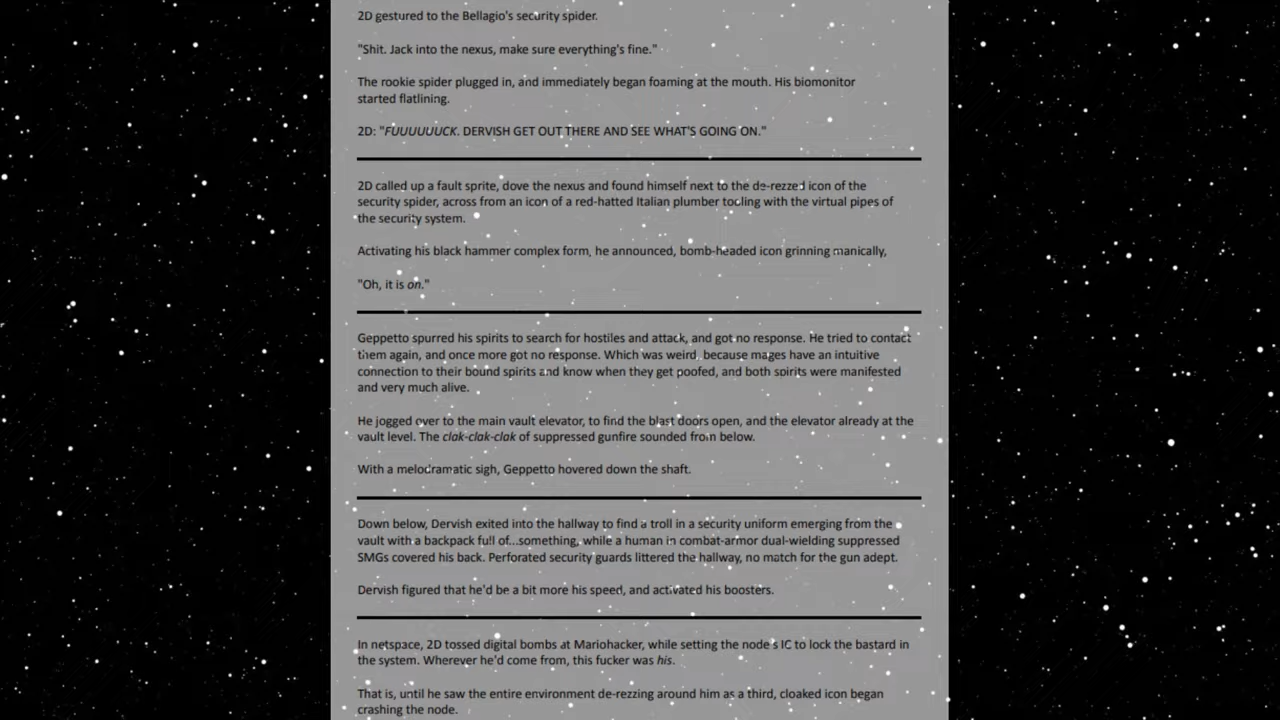 2D gestured to the Bellagio's security spider.
"Shit. Jack into the nexus, make sure everything's fine."
The rookie spider plugged in, and immediately began foaming at the mouth. His biomonitor
started flatlining.
2D: "FUUUUUUCK. DERVISH GET OUT THERE AND SEE WHAT'S GOING ON."
2D called up a fault sprite, dove the nexus and found himself next to the de-rezzed icon of the
security spider, across from an icon of a red-hatted Italian plumber tooling with the virtual pipes of
the security system.
Activating his black hammer complex form, he announced, bomb-headed icon grinning manically,
"Oh, it is on."
Geppetto spurred his spirits to search for hostiles and attack, and got no response. He tried to contact
them again, and once more got no response. Which was weird, because mages have an intuitive
connection to their bound spirits and know when they get poofed, and both spirits were manifested
and very much alive.
He jogged over to the main vault elevator, to find the blast doors open, and the elevator already at the
vault level. The clak-clak-clak of suppressed gunfire sounded from below.
With a melodramatic sigh, Geppetto hovered down the shaft.
Down below, Dervish exited into the hallway to find a troll in a security uniform emerging from the
vault with a backpack full of...something, while a human in combat-armor dual-wielding suppressed
SMGs covered his back. Perforated security guards littered the hallway, no match for the gun adept.
Dervish figured that he'd be a bit more his speed, and activated his boosters.
In netspace, 2D tossed digital bombs at Mariohacker, while setting the node's IC to lock the bastard in
the system. Wherever he'd come from, this fucker was his.
That is, until he saw the entire environment de-rezzing around him as a third, cloaked icon began
crashing the node.